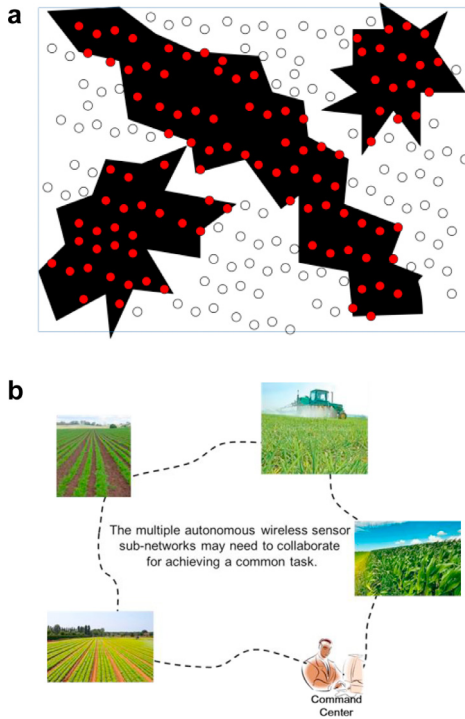 a
b
The multiple autonomous wireless sensor
sub-networks may need to collaborate
for achieving a common task.
Command
Center